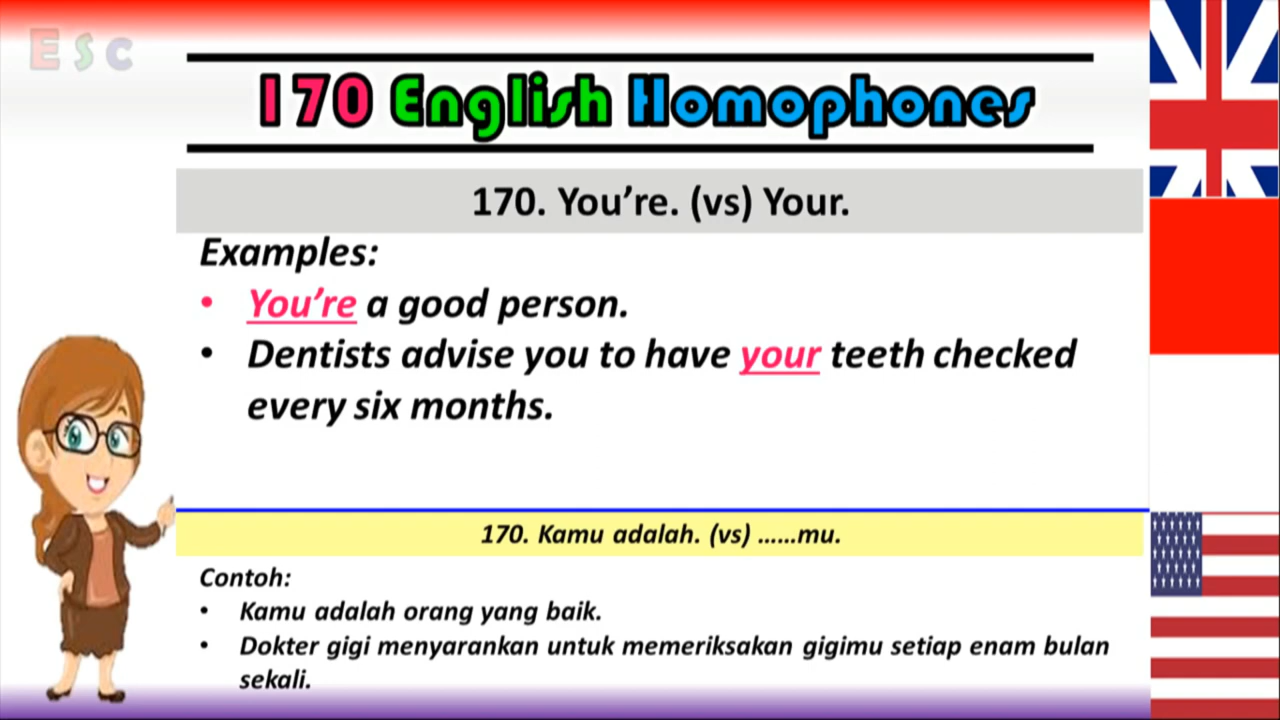 ESC
170 English Homophones
170. You’re. (vs) Your.
Examples:
• You’re a good person.
• Dentists advise you to have your teeth checked
every six months.
170. Kamu adalah. (vs) ......mu.
Contoh:
• Kamu adalah orang yang baik.
• Dokter gigi menyarankan untuk memeriksakan gigimu setiap enam bulan
sekali.